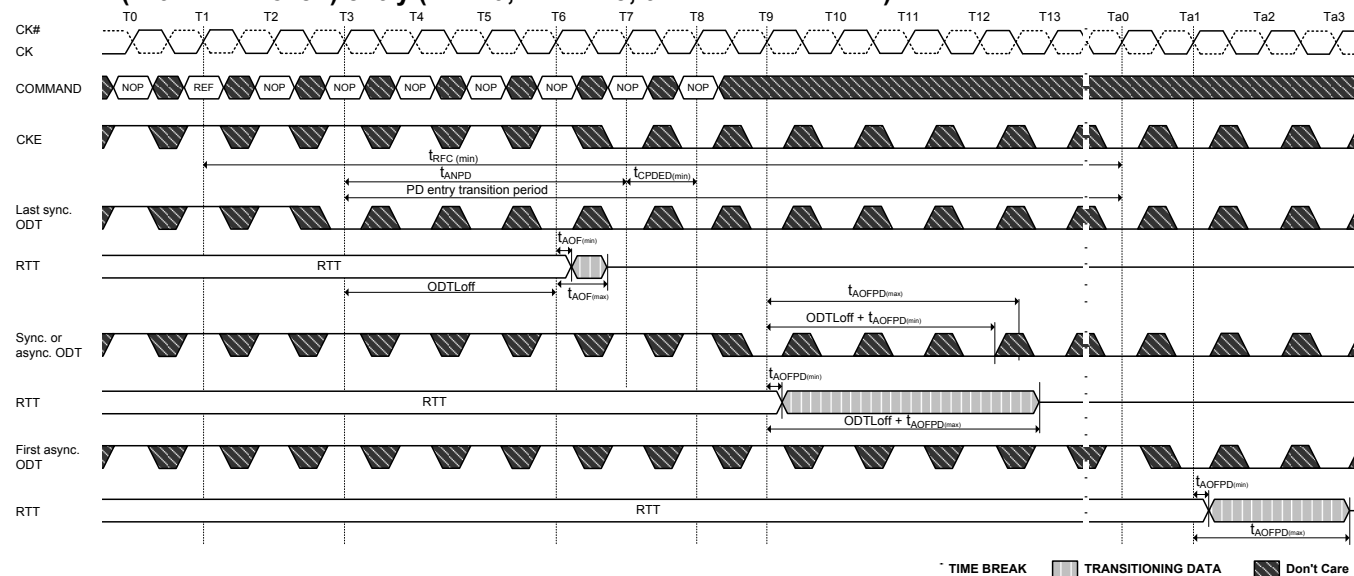 T0 T1 T2 T3 T4 T5 T6 T7 T8 T9 T10 T11 T12 T13 Ta0 Ta1 Ta2 Ta3
CK#
CK
COMMAND NOP REF NOP NOP NOP NOP NOP NOP NOP
CKE
tRFC (min)
tANPD tCPDED(min)
PD entry transition period
Last sync.
ODT
tAOF(min)
RTT RTT
ODTLoff tAOF(max)
tAOFPD(max)
ODTLoff + tAOFPD(min)
Sync. or
async. ODT
tAOFPD(min)
RTT RTT
ODTLoff + tAOFPD(max)
First async.
ODT
tAOFPD(min)
RTT RTT
tAOFPD(max)
TIME BREAK TRANSITIONING DATA Don't Care